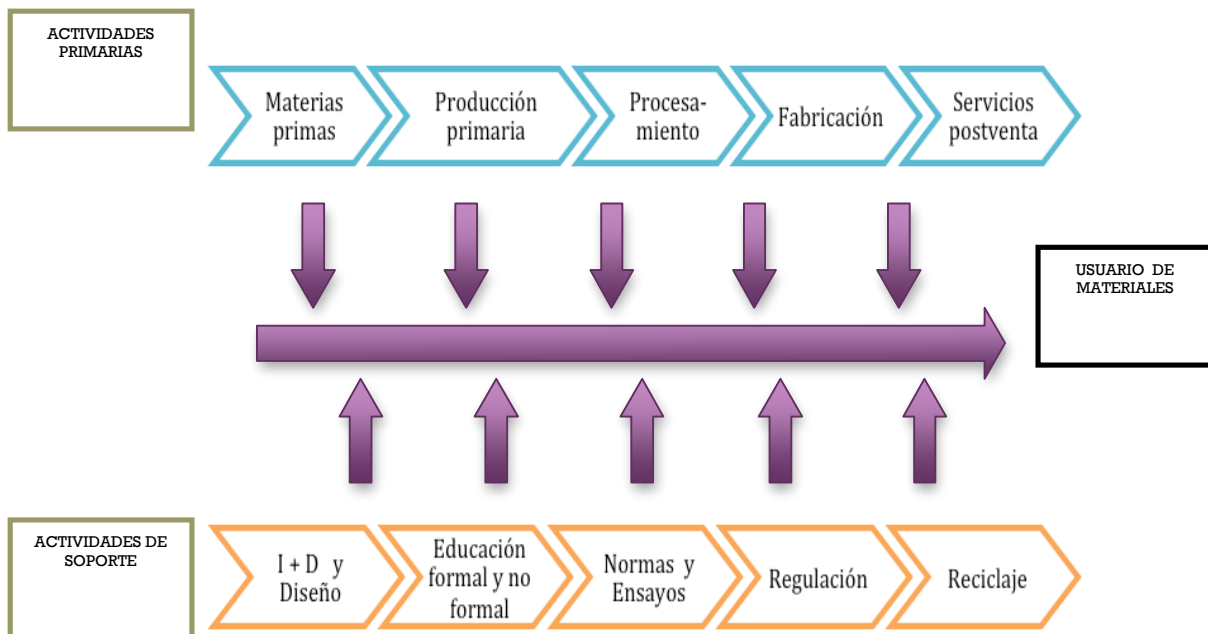 ACTIVIDADES
PRIMARIAS
Materias
primas
Producción
primaria
Procesa-
miento
Fabricación
Servicios
postventa
USUARIO DE
MATERIALES
ACTIVIDADES DE
SOPORTE
I + D y
Diseño
Educación
formal y no
formal
Normas y
Ensayos
Regulación
Reciclaje